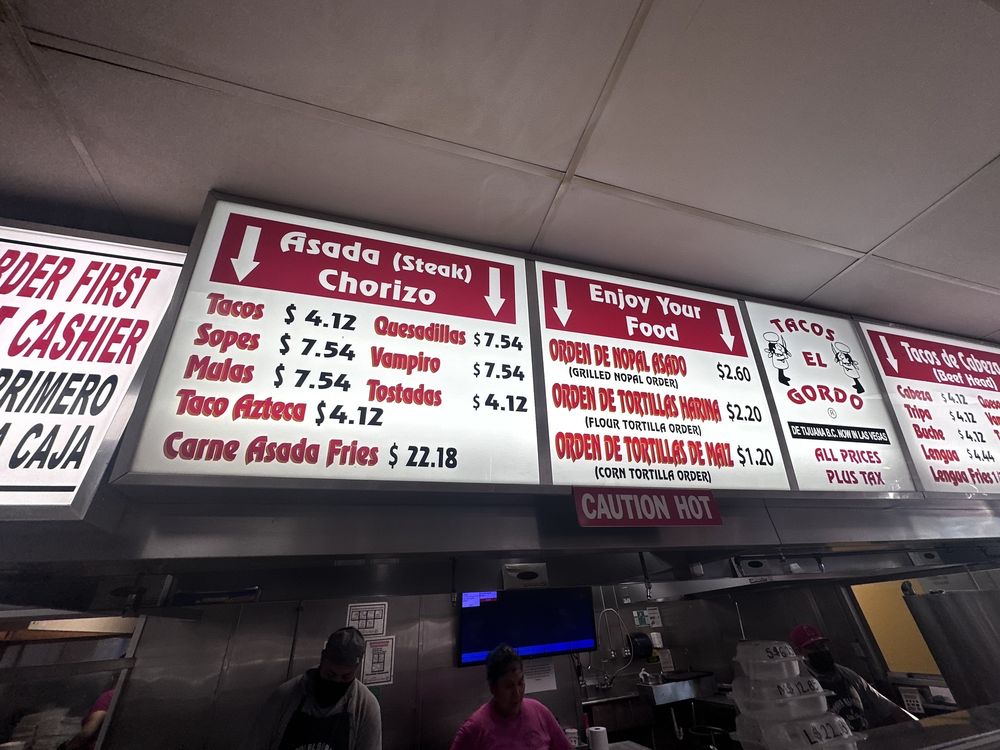 RDER FIRST
T CASHIER
PRIMERO
A CAJA
Asada (Steak)
Chorizo
Tacos $ 4.12
Sopes $ 7.54
Mulas $ 7.54
Taco Azteca $4.12
Quesadillas $7.54
Vampiro $7.54
Tostadas $4.12
Carne Asada Fries $ 22.18
Enjoy Your
Food
ORDEN DE NOPAL ASADO $2.60
(GRILLED NOPAL ORDER)
ORDEN DE TORTILLAS HARINA $2.20
(FLOUR TORTILLA ORDER)
ORDEN DE TORTILLAS DE MAIZ $1.20
(CORN TORTILLA ORDER)
TACOS
EL
GORDO
®
DE TIJUANA B.C. NOW IN LAS VEGAS
ALL PRICES
PLUS TAX
Tacos de Cabeza
(Beef Head)
Cabeza $4.12
Tripa $4.12
Buche $4.12
Lengua $4.44
Lengua Fries
CAUTION HOT